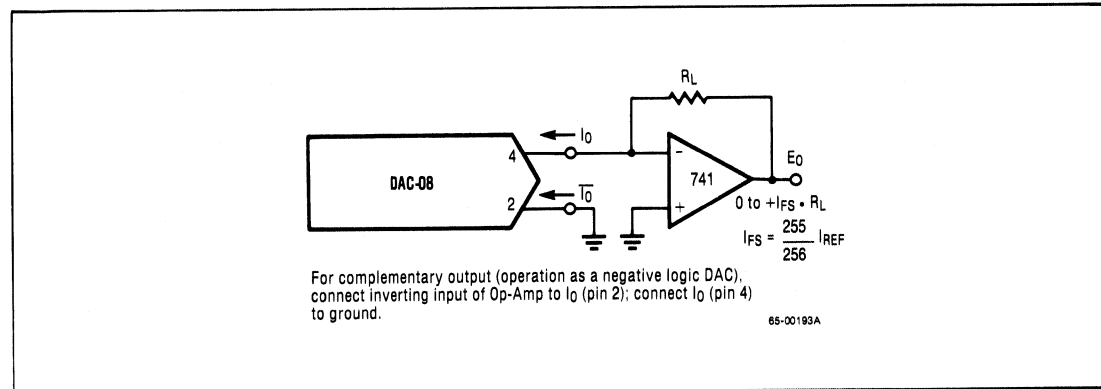 RL
4
I0
DAC-08
2
I0
-
741
+
E0
0 to +IFS • RL
IFS = 255/256 IREF
For complementary output (operation as a negative logic DAC),
connect inverting input of Op-Amp to I0 (pin 2); connect I0 (pin 4)
to ground.
65-00193A